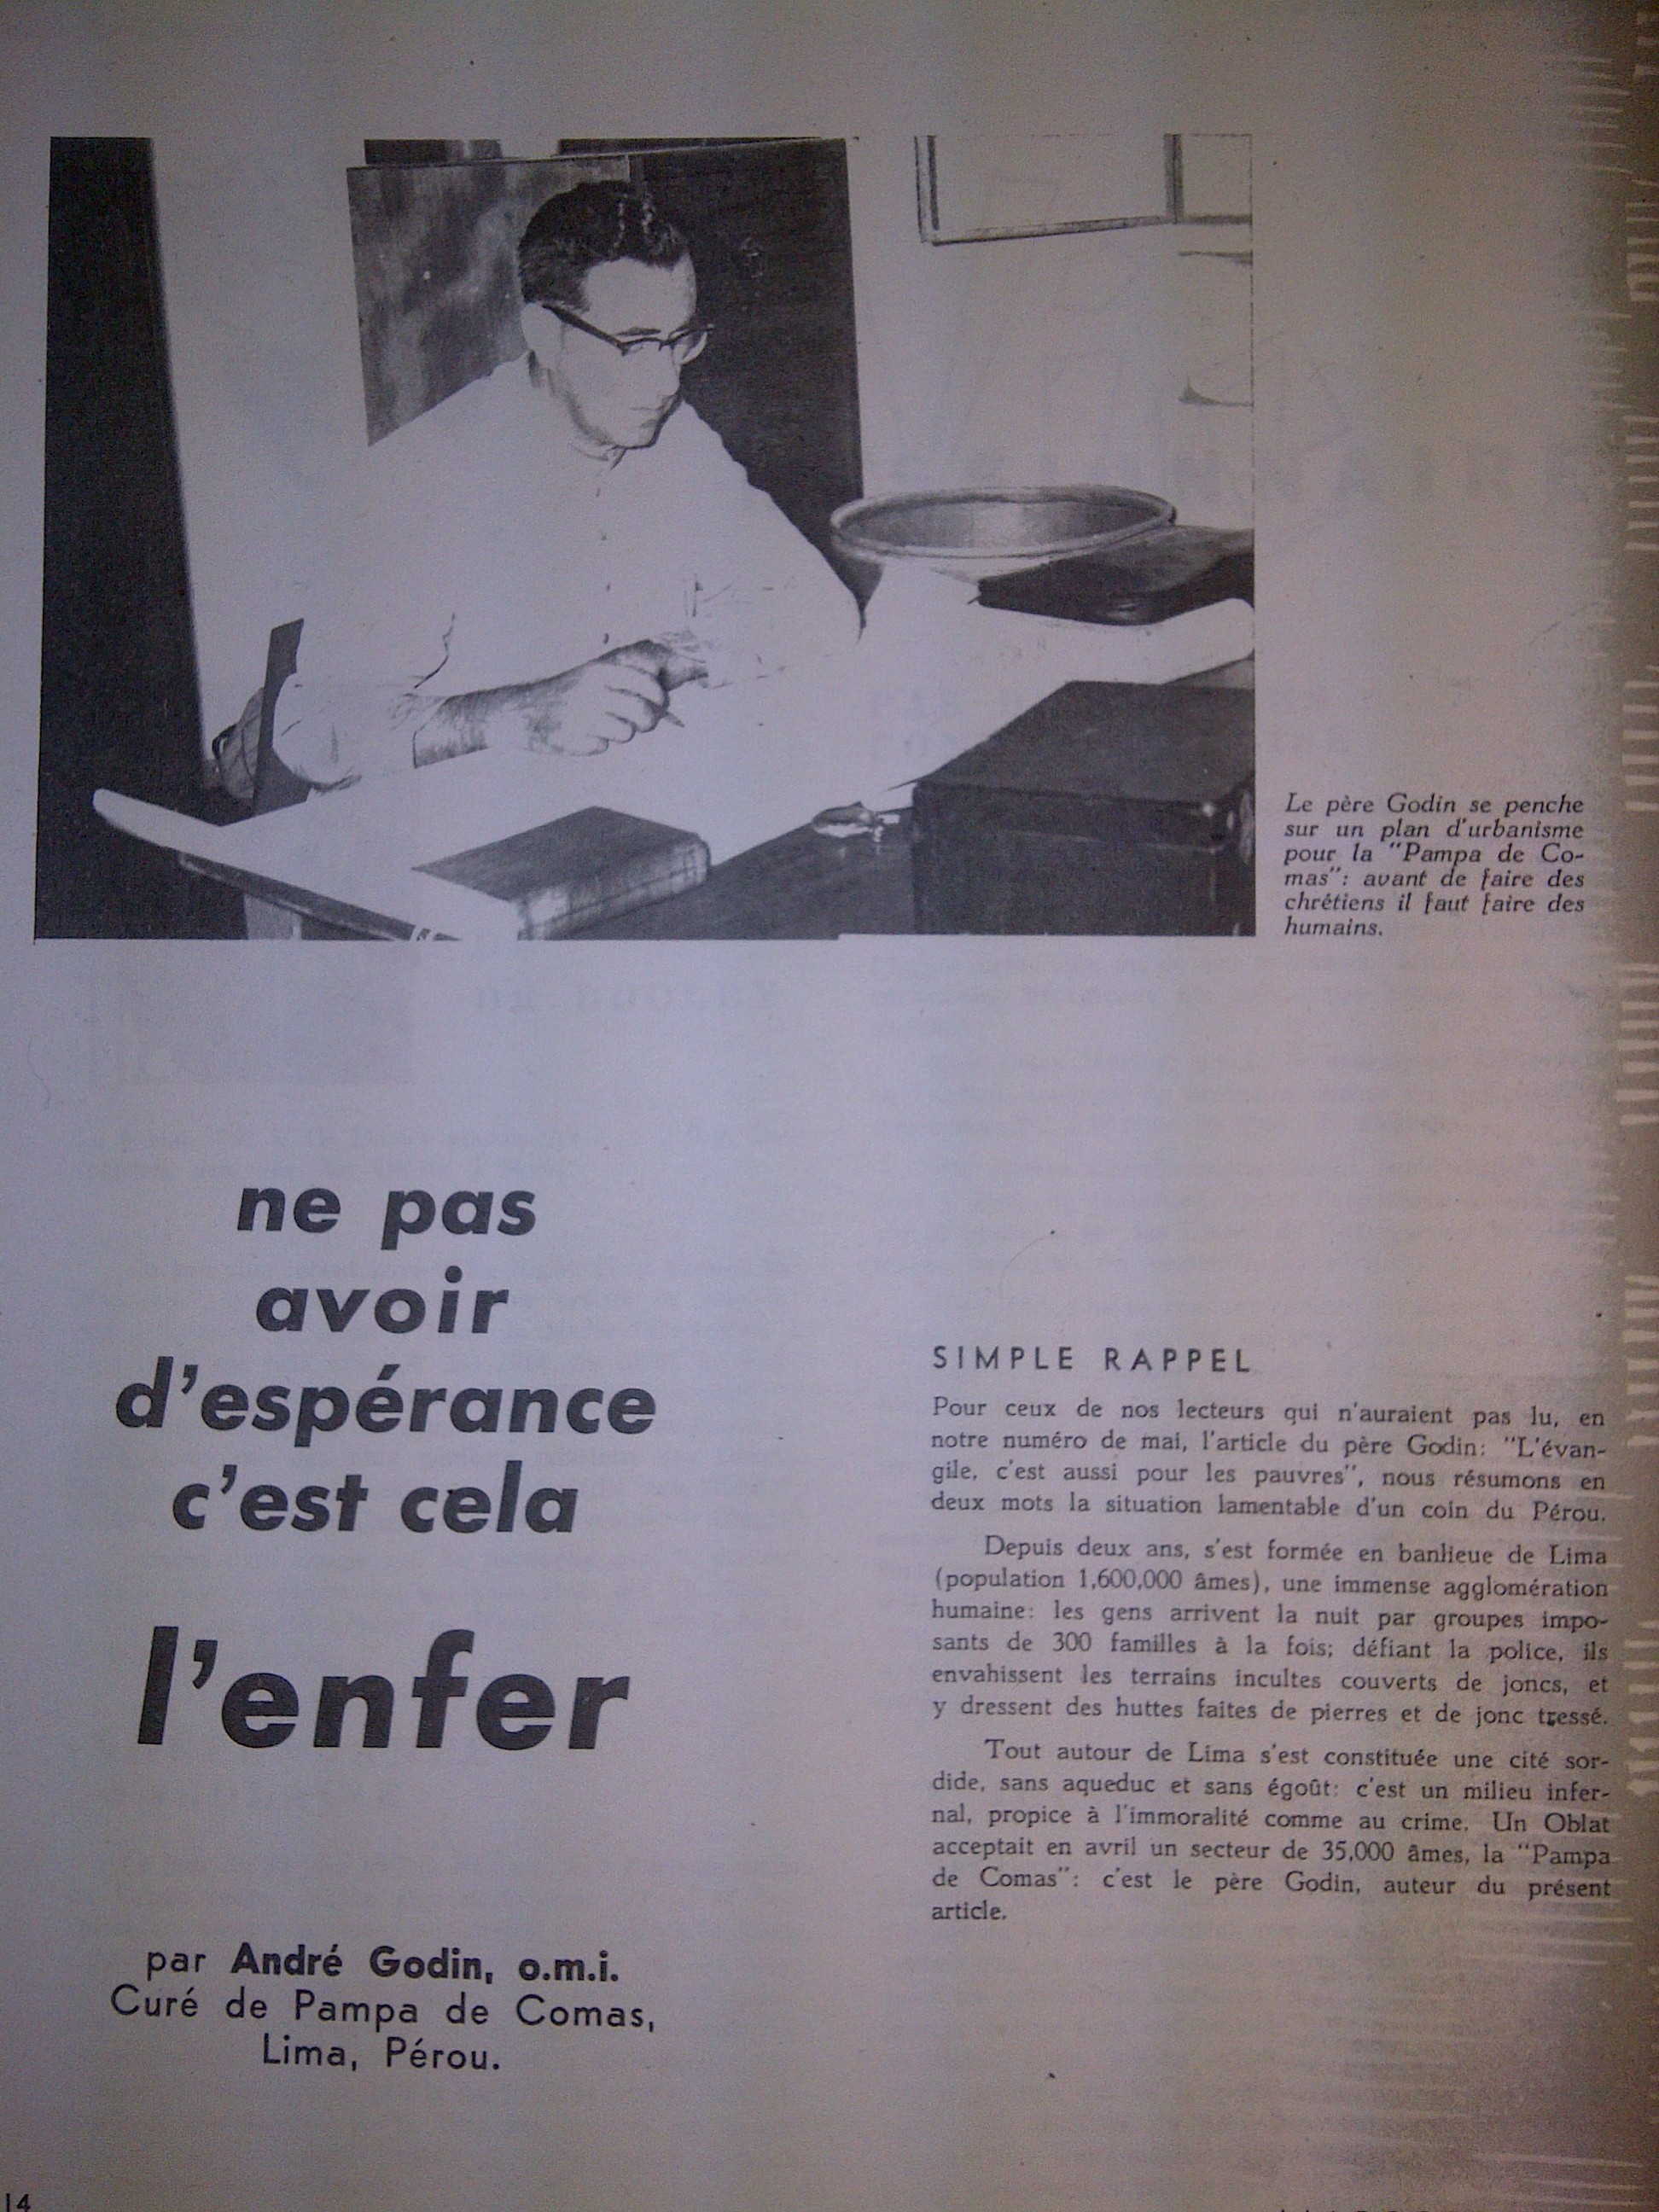 Le père Godin se penche
sur un plan d'urbanisme
pour la "Pampa de Co-
mas": avant de faire des
chrétiens il faut faire des
humains.
ne pas
avoir
d'espérance
c'est cela
l'enfer
par André Godin, o.m.i.
Curé de Pampa de Comas,
Lima, Pérou.
SIMPLE RAPPEL
Pour ceux de nos lecteurs qui n'auraient pas lu, en
notre numéro de mai, l'article du père Godin: "L'évan-
gile, c'est aussi pour les pauvres", nous résumons en
deux mots la situation lamentable d'un coin du Pérou.
Depuis deux ans, s'est formée en banlieue de Lima
(population 1,600,000 âmes), une immense agglomération
humaine: les gens arrivent la nuit par groupes impo-
sants de 300 familles à la fois; défiant la police, ils
envahissent les terrains incultes couverts de joncs, et
y dressent des huttes faites de pierres et de jonc tressé.
Tout autour de Lima s'est constituée une cité sor-
dide, sans aqueduc et sans égoût: c'est un milieu infer-
nal, propice à l'immoralité comme au crime. Un Oblat
acceptait en avril un secteur de 35,000 âmes, la "Pampa
de Comas": c'est le père Godin, auteur du présent
article.
14